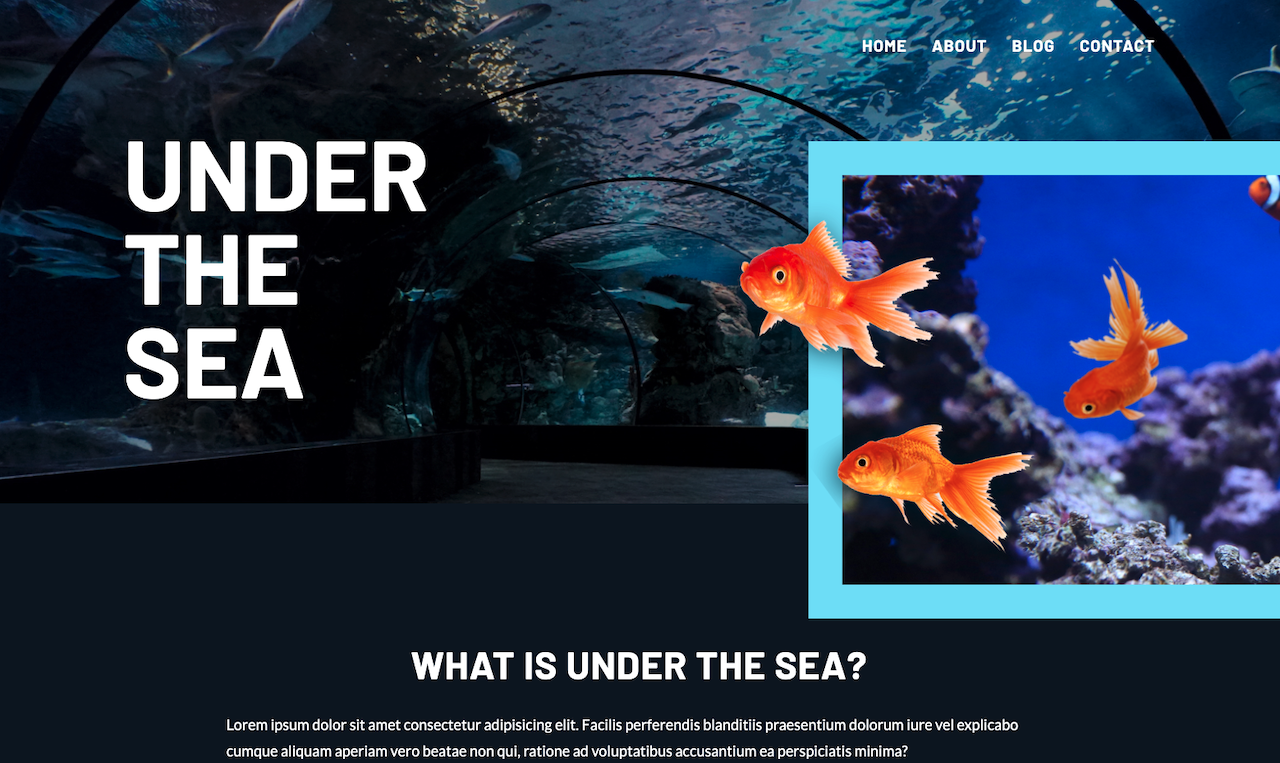 HOME ABOUT BLOG CONTACT
UNDER
THE
SEA
WHAT IS UNDER THE SEA?
Lorem ipsum dolor sit amet consectetur adipisicing elit. Facilis perferendis blanditiis praesentium dolorum iure vel explicabo
cumque aliquam aperiam vero beatae non qui, ratione ad voluptatibus accusantium ea perspiciatis minima?